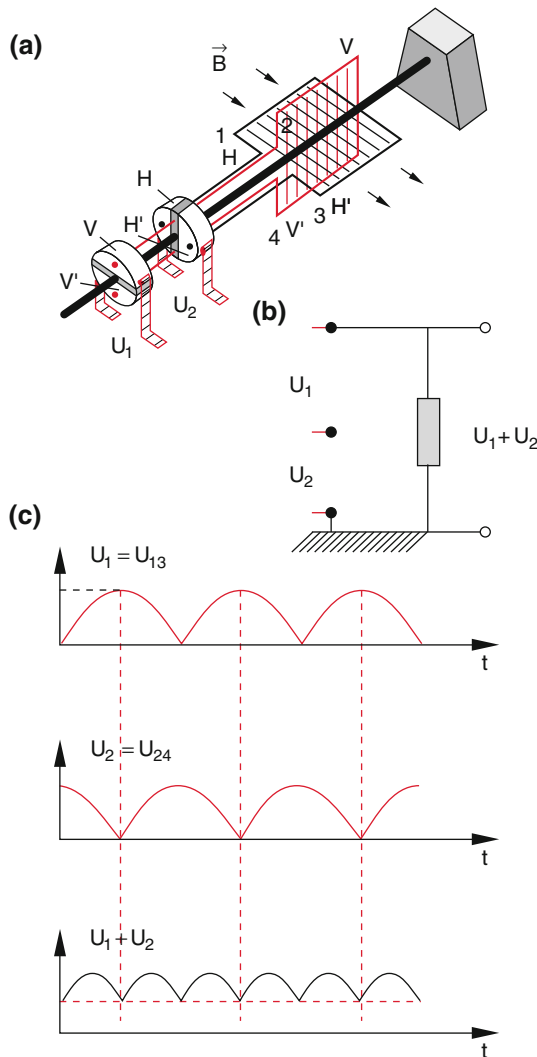 (a)
B
V
1
2
H
H
H'
V
V'
3 H'
4 V'
U2
U1
(b)
U1
U1+U2
U2
(c)
U1 = U13
t
U2 = U24
t
U1 + U2
t